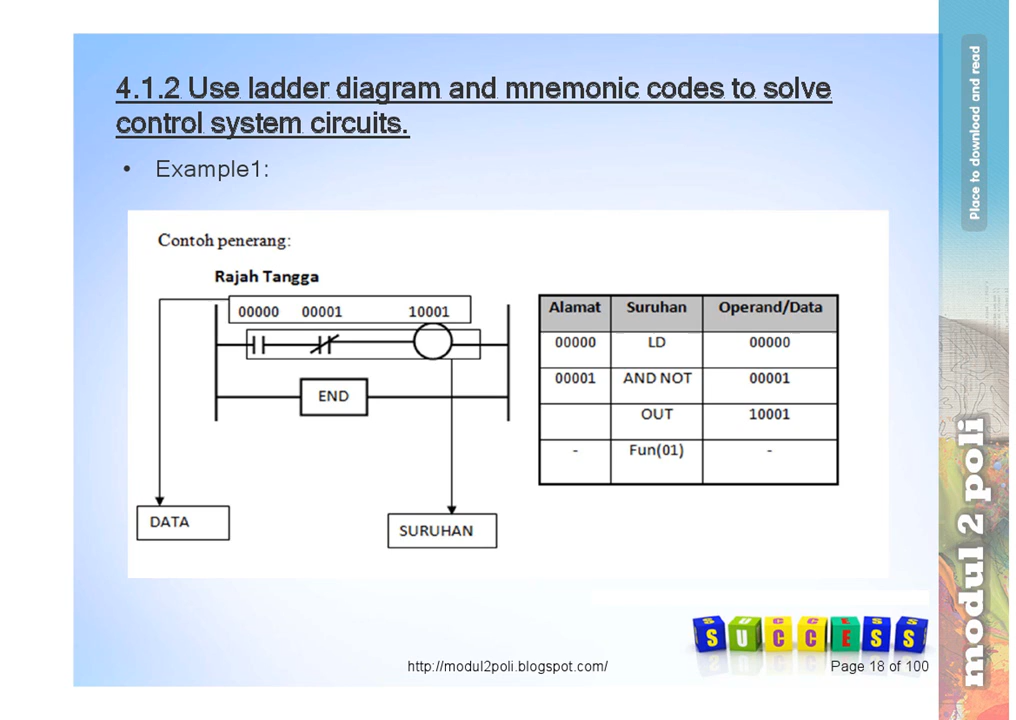 4.1.2 Use ladder diagram and mnemonic codes to solve
control system circuits.
• Example1:
Contoh penerang:
Rajah Tangga
00000 00001 10001
END
DATA
SURUHAN
Alamat Suruhan Operand/Data
00000 LD 00000
00001 AND NOT 00001
OUT 10001
- Fun(01) -
SUCCESS
http://modul2poli.blogspot.com/
Page 18 of 100
Place to download and read
modul 2 poli